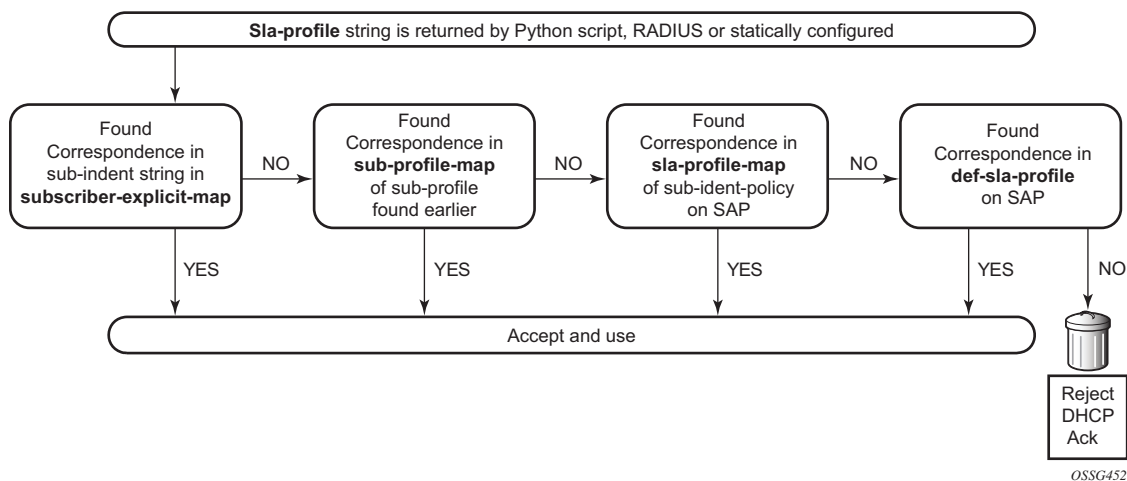 Sla-profile string is returned by Python script, RADIUS or statically configured
Found
Correspondence in
sub-indent string in
subscriber-explicit-map
NO
Found
Correspondence in
sub-profile-map
of sub-profile
found earlier
NO
Found
Correspondence in
sla-profile-map
of sub-ident-policy
on SAP
NO
Found
Correspondence in
def-sla-profile
on SAP
YES
YES
YES
YES
NO
Accept and use
Reject
DHCP
Ack
OSSG452